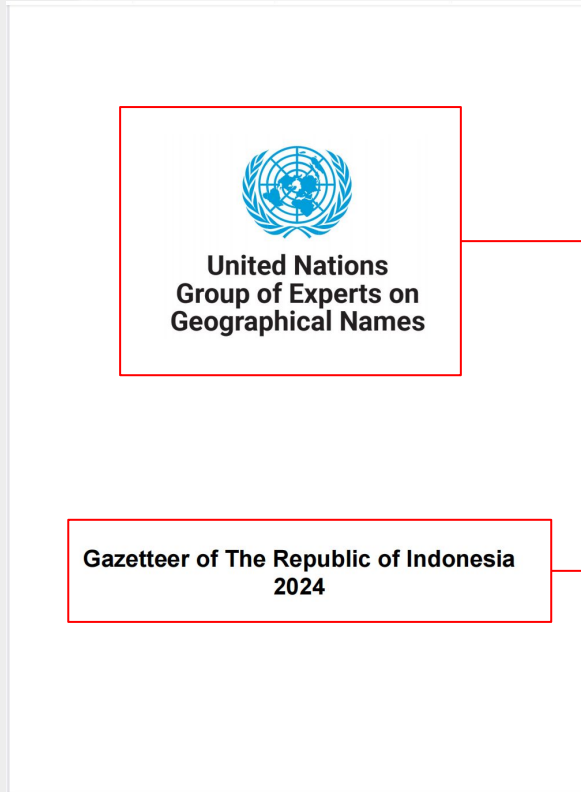 United Nations
Group of Experts on
Geographical Names
Gazetteer of The Republic of Indonesia
2024